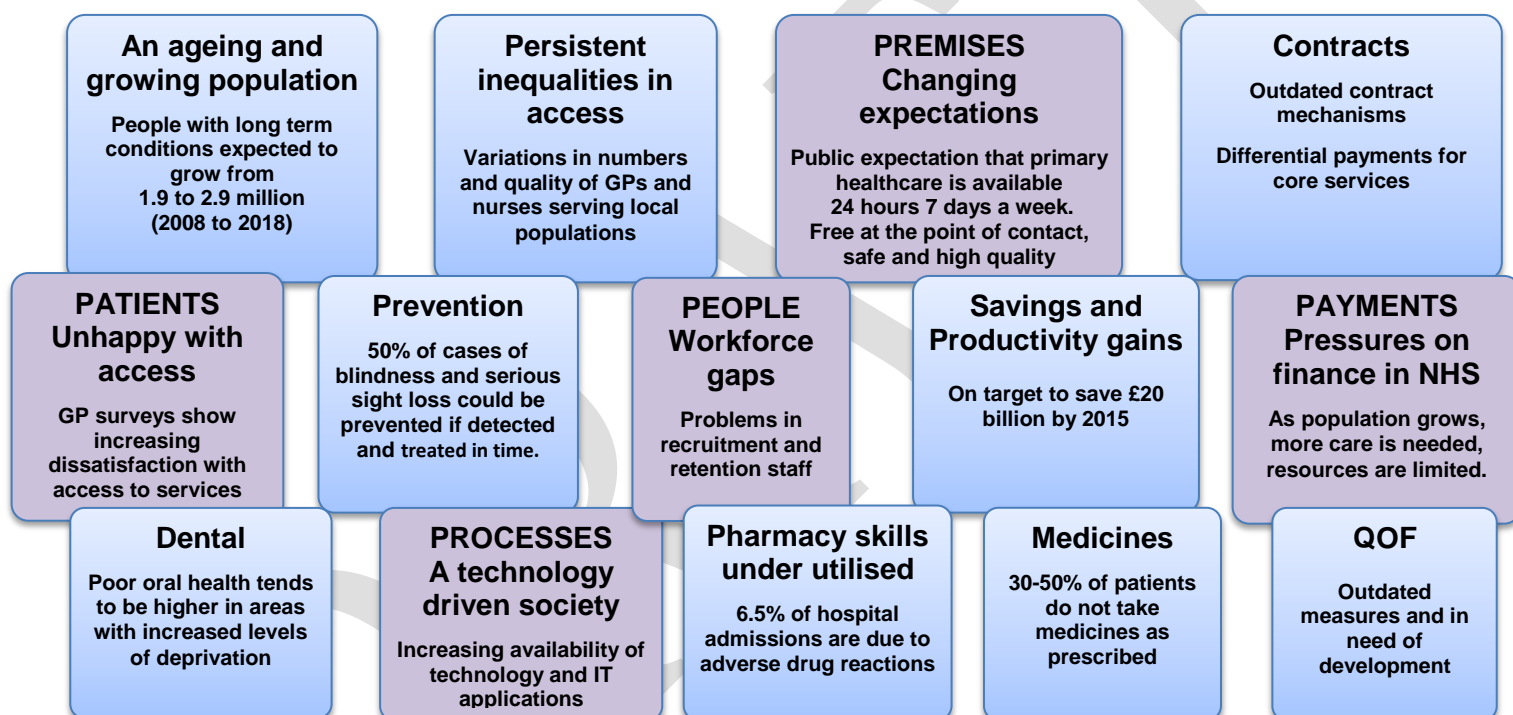 An ageing and
growing population
People with long term
conditions expected to
grow from
1.9 to 2.9 million
(2008 to 2018)
Persistent
inequalities in
access
Variations in numbers
and quality of GPs and
nurses serving local
populations
PREMISES
Changing
expectations
Public expectation that primary
healthcare is available
24 hours 7 days a week.
Free at the point of contact,
safe and high quality
Contracts
Outdated contract
mechanisms
Differential payments for
core services
PATIENTS
Unhappy with
access
GP surveys show
increasing
dissatisfaction with
access to services
Prevention
50% of cases of
blindness and serious
sight loss could be
prevented if detected
and treated in time.
PEOPLE
Workforce
gaps
Problems in
recruitment and
retention staff
Savings and
Productivity gains
On target to save £20
billion by 2015
PAYMENTS
Pressures on
finance in NHS
As population grows,
more care is needed,
resources are limited.
Dental
Poor oral health tends
to be higher in areas
with increased levels
of deprivation
PROCESSES
A technology
driven society
Increasing availability of
technology and IT
applications
Pharmacy skills
under utilised
6.5% of hospital
admissions are due to
adverse drug reactions
Medicines
30-50% of patients
do not take
medicines as
prescribed
QOF
Outdated
measures and in
need of
development